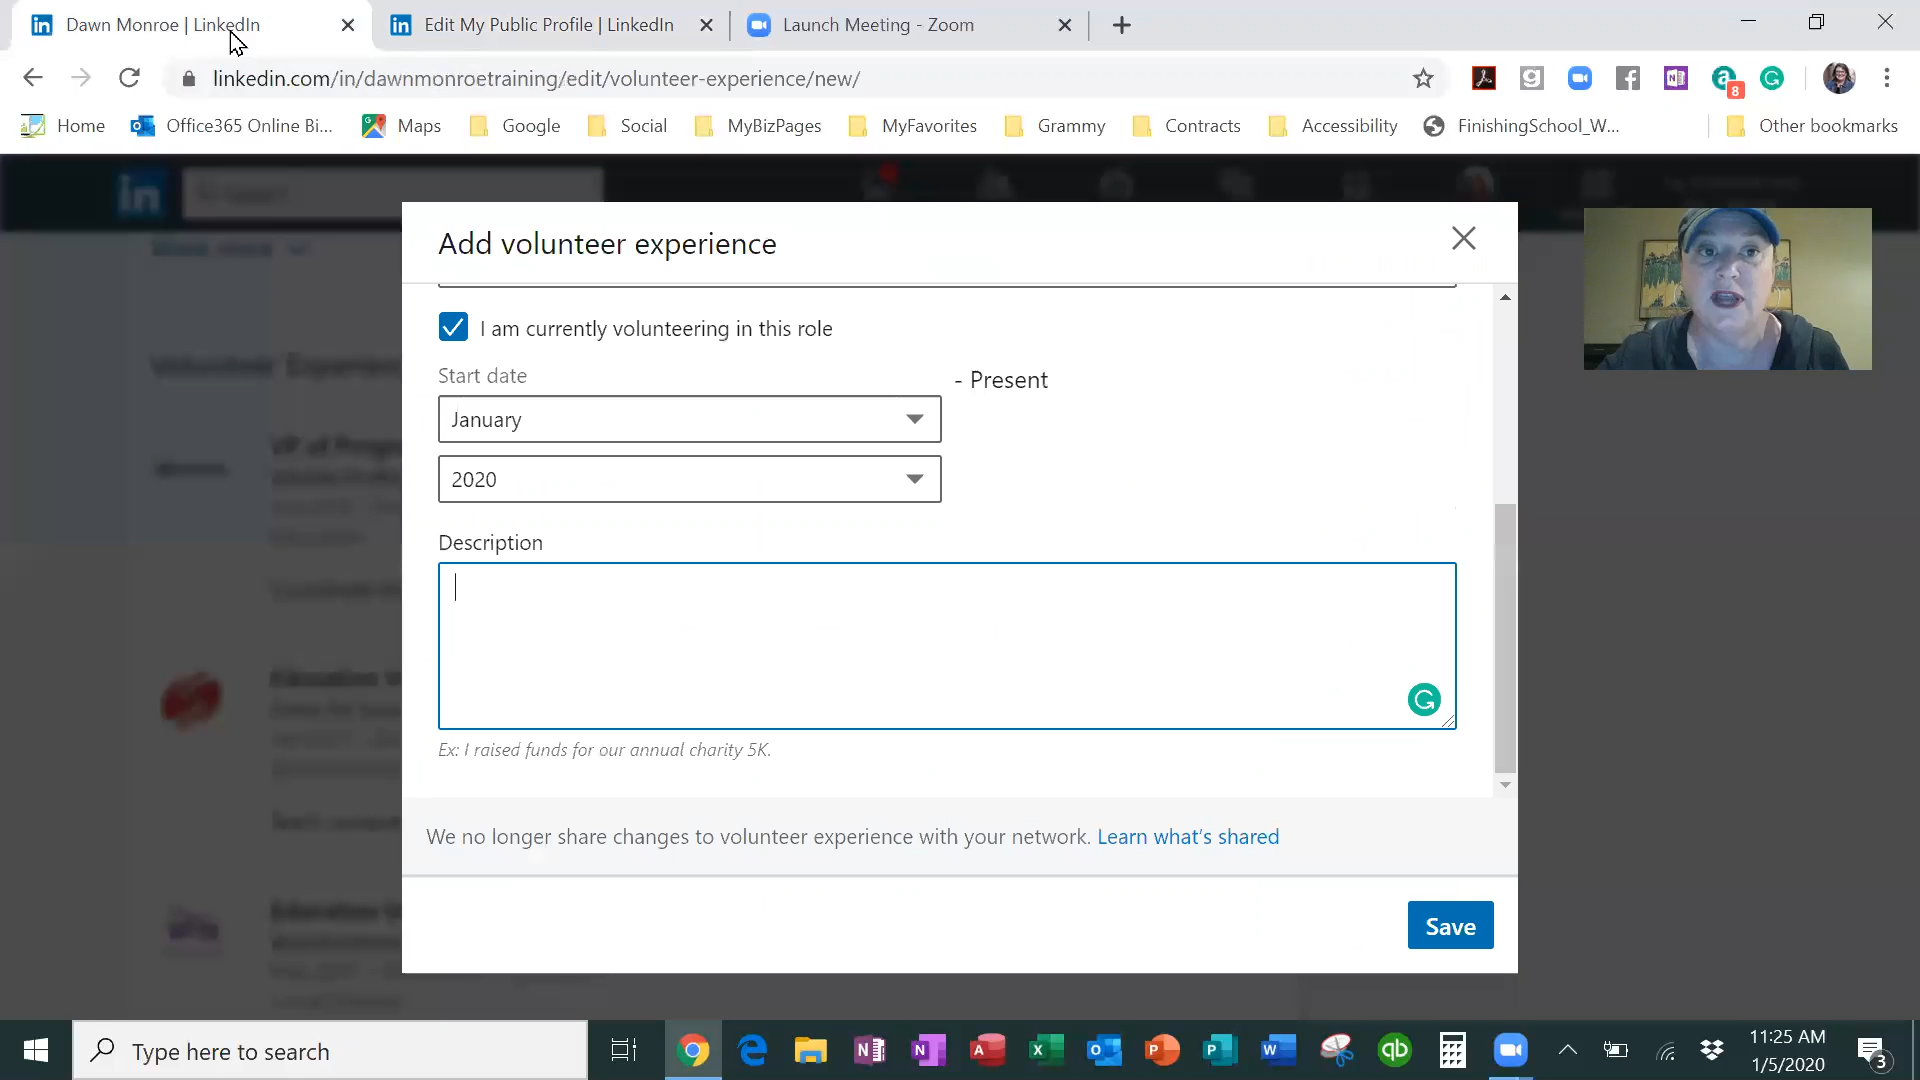 Dawn Monroe | LinkedIn
Edit My Public Profile | LinkedIn
Launch Meeting - Zoom
linkedin.com/in/dawnmonroetraining/edit/volunteer-experience/new/
8
Home
Office365 Online Bi...
Maps
Google
Social
MyBizPages
MyFavorites
Grammy
Contracts
Accessibility
FinishingSchool_W...
Other bookmarks
Add volunteer experience
I am currently volunteering in this role
Start date
- Present
January
2020
Description
Ex: I raised funds for our annual charity 5K.
We no longer share changes to volunteer experience with your network. Learn what's shared
Save
Type here to search
11:25 AM
1/5/2020
3